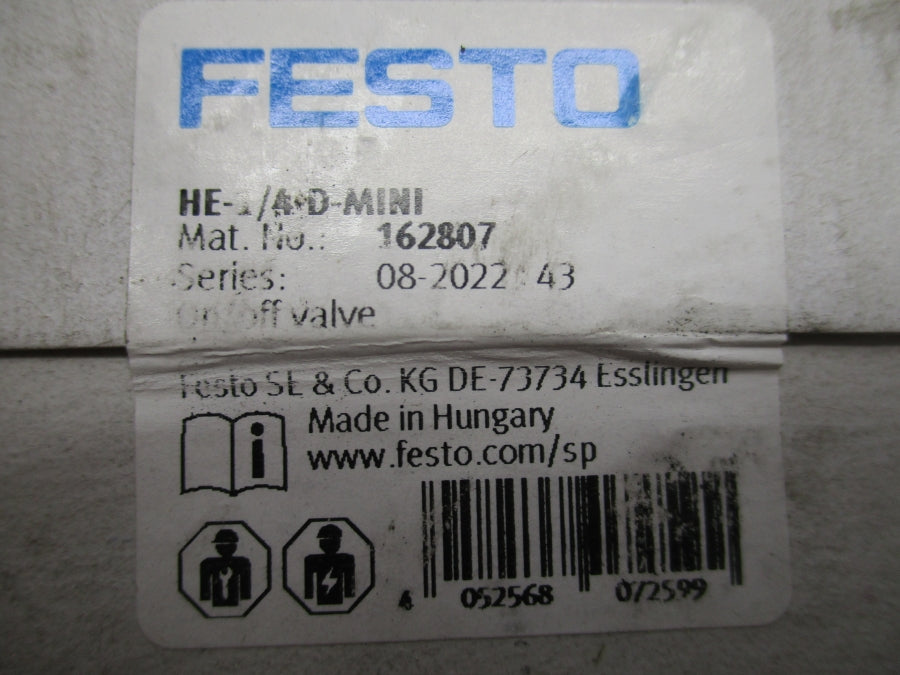 FESTO
HE-1/4-D-MINI
Mat. No.: 162807
Series: 08-2022 43
On/off valve
Festo SE & Co. KG DE-73734 Esslingen
Made in Hungary
www.festo.com/sp
4 052568 072599